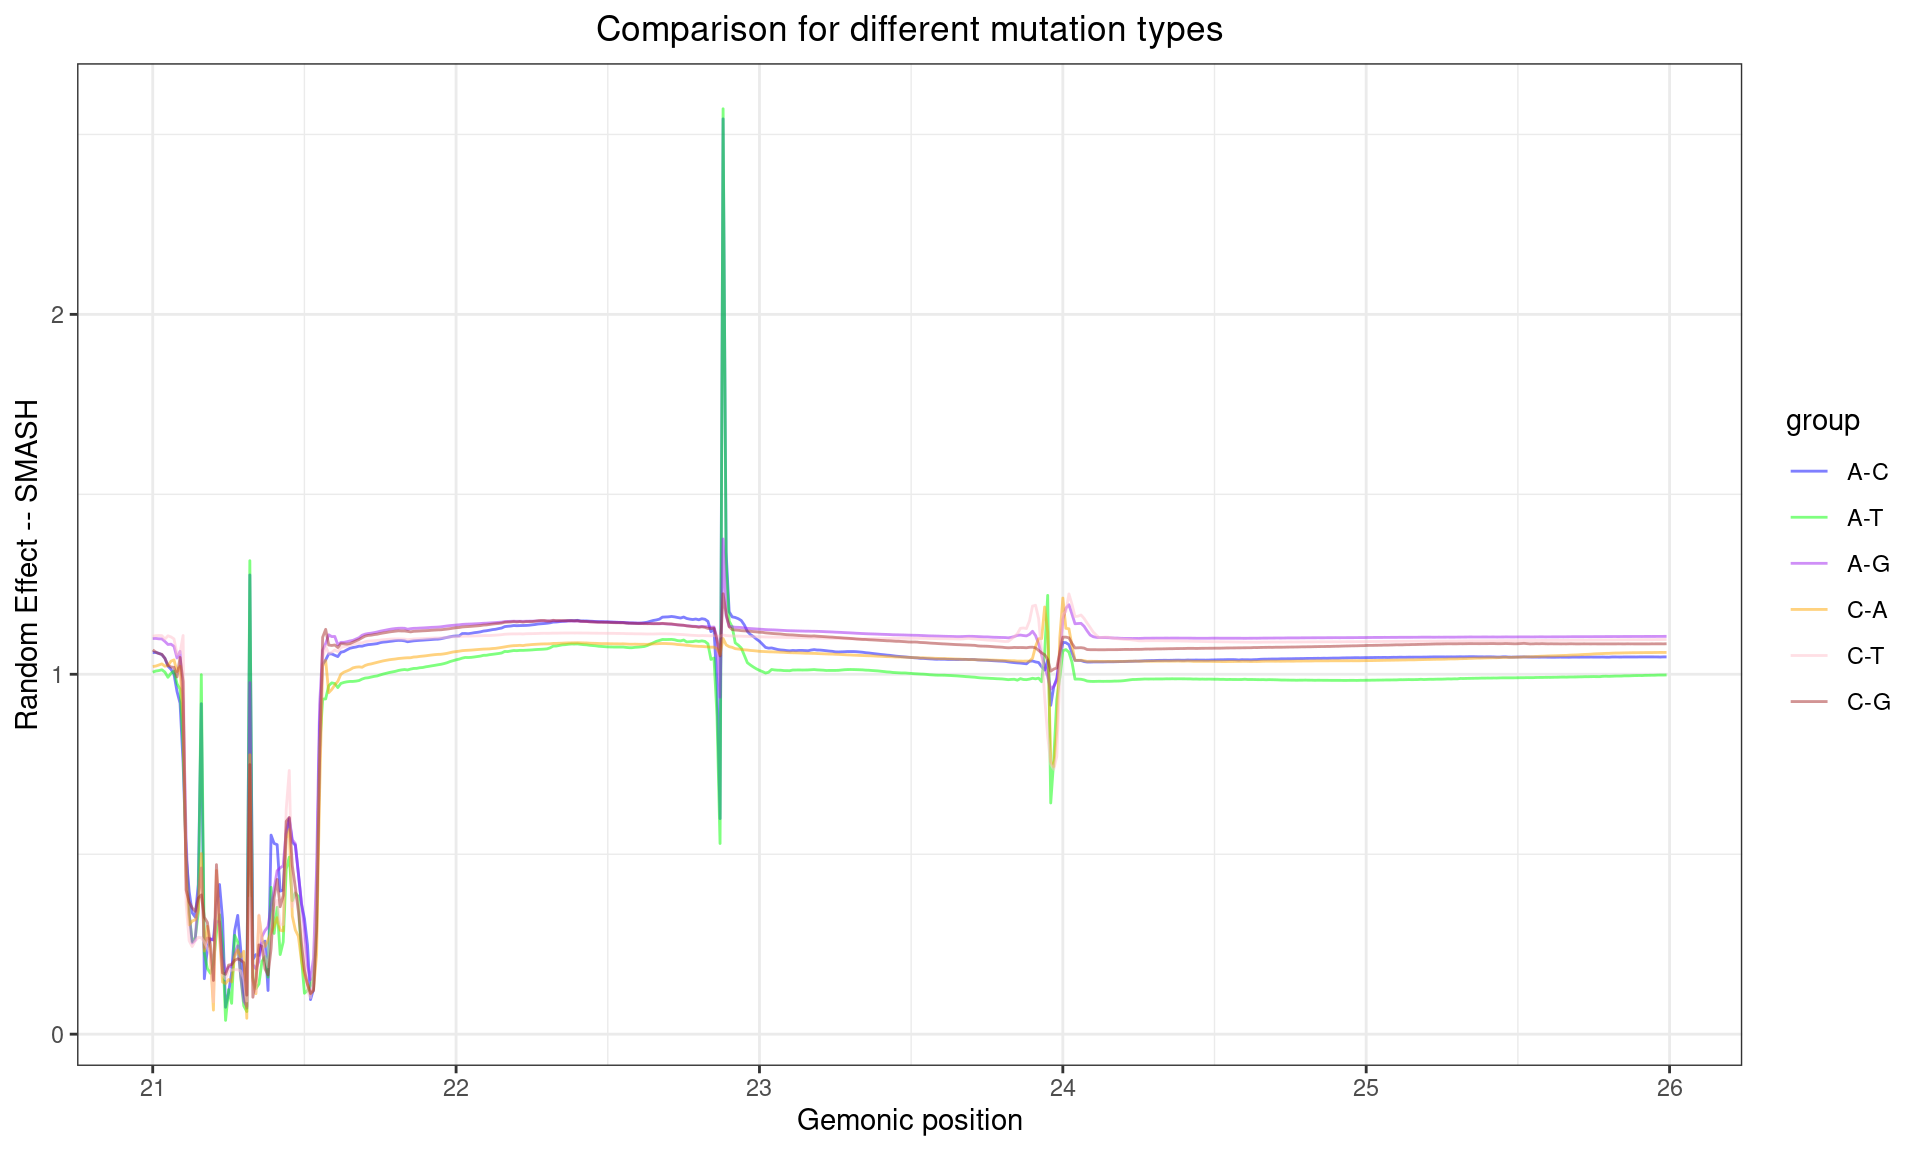 Comparison for different mutation types
Random Effect -- SMASH
2
1
0
21
22
23
24
25
26
Gemonic position
group
A-C
A-T
A-G
C-A
C-T
C-G